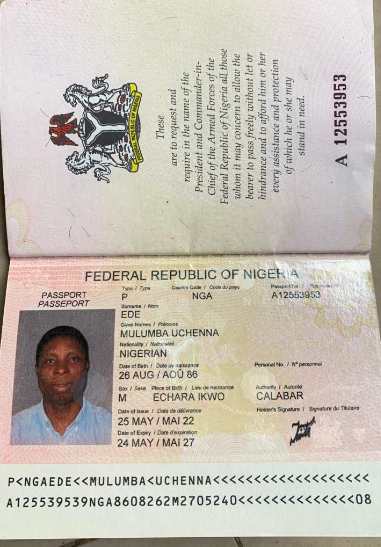 These
are to request and
require in the name of the
President and Commander-in-
Chief of the Armed Forces of the
Federal Republic of Nigeria all those
whom it may concern to allow the
bearer to pass freely without let or
hindrance and to afford him or her
every assistance and protection
of which he or she may
stand in need.
A 12553953
FEDERAL REPUBLIC OF NIGERIA
PASSPORT
PASSEPORT
Type / Type Country Code / Code du pays Passport No.
P NGA A12553953
Surname / Nom
EDE
Given Names / Prénoms
MULUMBA UCHENNA
Nationality / Nationalité
NIGERIAN
Date of Birth / Date de naissance Personal No. / N° personnel
26 AUG / AOÛ 86
Sex / Sexe Place of Birth / Lieu de naissance Authority / Autorité
M ECHARA IKWO CALABAR
Date of Issue / Date de délivrance Holder's Signature / Signature du Titulaire
25 MAY / MAI 22
Date of Expiry / Date d'expiration
24 MAY / MAI 27
P<NGAEDE<<MULUMBA<UCHENNA<<<<<<<<<<<<<<<<<<<
A125539539NGA8608262M2705240<<<<<<<<<<<<<<08